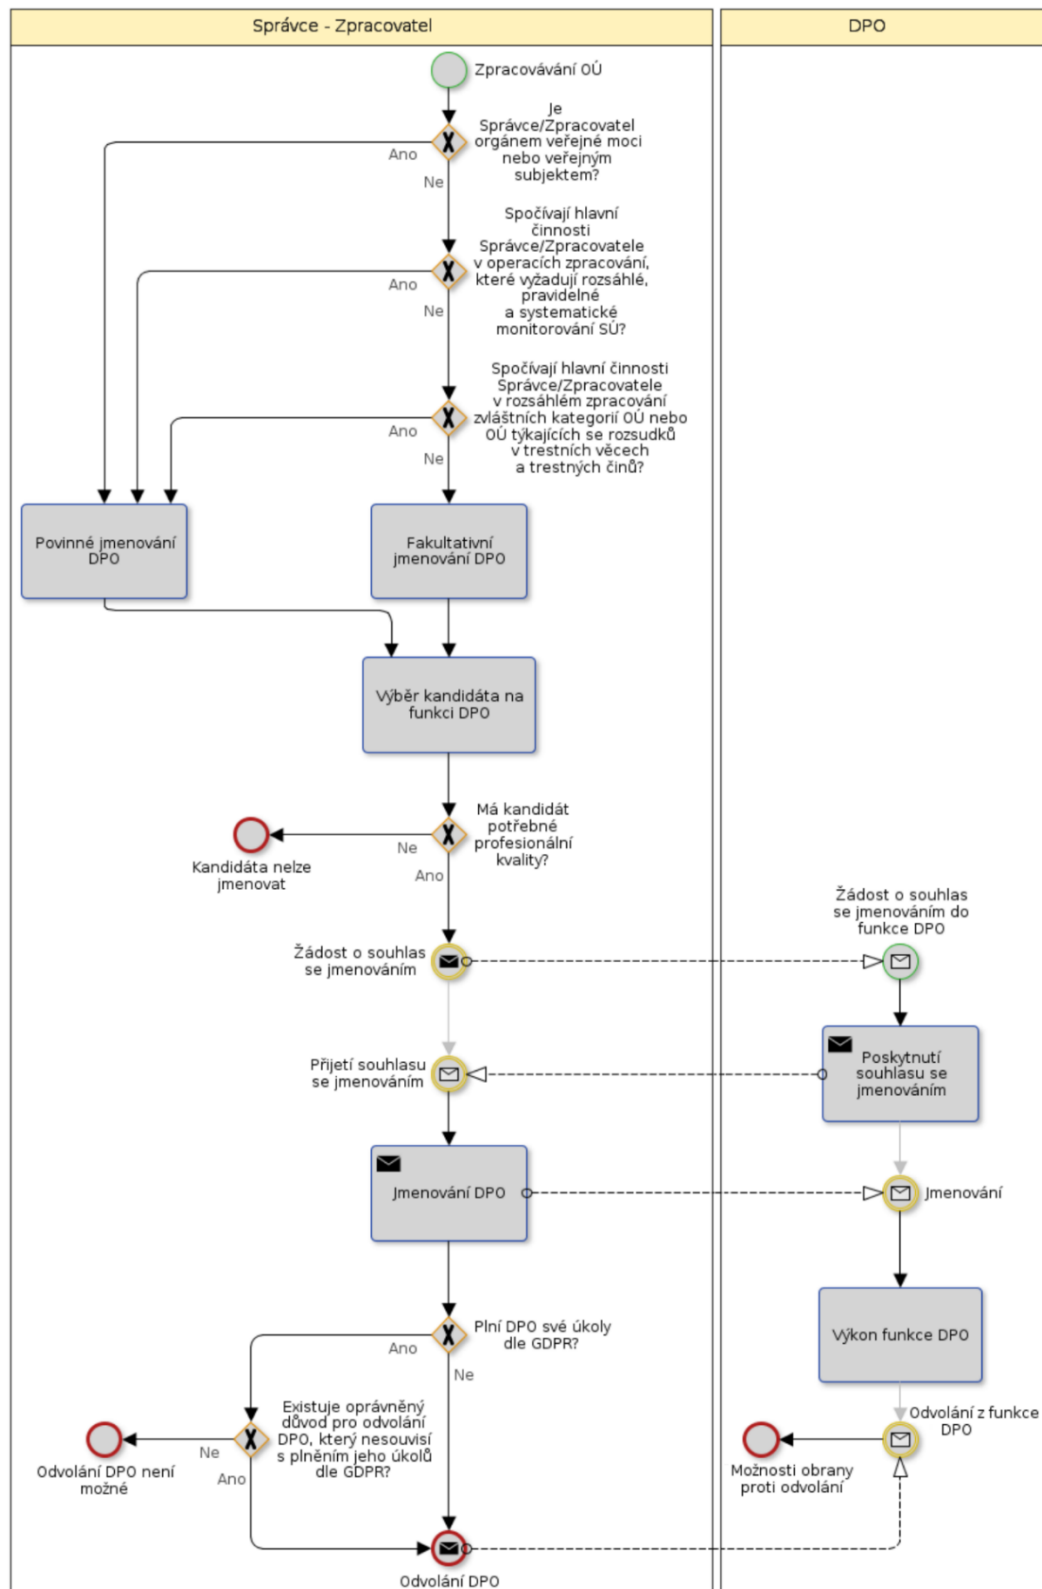 Správce - Zpracovatel
DPO
Zpracovávání OÚ
Je
Správce/Zpracovatel
orgánem veřejné moci
nebo veřejným
subjektem?
Ano
Ne
Spočívají hlavní
činnosti
Správce/Zpracovatele
v operacích zpracování,
které vyžadují rozsáhlé,
pravidelné
a systematické
monitorování SÚ?
Ano
Ne
Spočívají hlavní činnosti
Správce/Zpracovatele
v rozsáhlém zpracování
zvláštních kategorií OÚ nebo
OÚ týkajících se rozsudků
v trestních věcech
a trestných činů?
Ano
Ne
Povinné jmenování
DPO
Fakultativní
jmenování DPO
Výběr kandidáta na
funkci DPO
Má kandidát
potřebné
profesionální
kvality?
Ne
Ano
Kandidáta nelze
jmenovat
Žádost o souhlas
se jmenováním do
funkce DPO
Žádost o souhlas
se jmenováním
Přijetí souhlasu
se jmenováním
Poskytnutí
souhlasu se
jmenováním
Jmenování DPO
Jmenování
Plní DPO své úkoly
dle GDPR?
Ano
Ne
Výkon funkce DPO
Existuje oprávněný
důvod pro odvolání
DPO, který nesouvisí
s plněním jeho úkolů
dle GDPR?
Ne
Ano
Odvolání DPO není
možné
Odvolání z funkce
DPO
Možnosti obrany
proti odvolání
Odvolání DPO